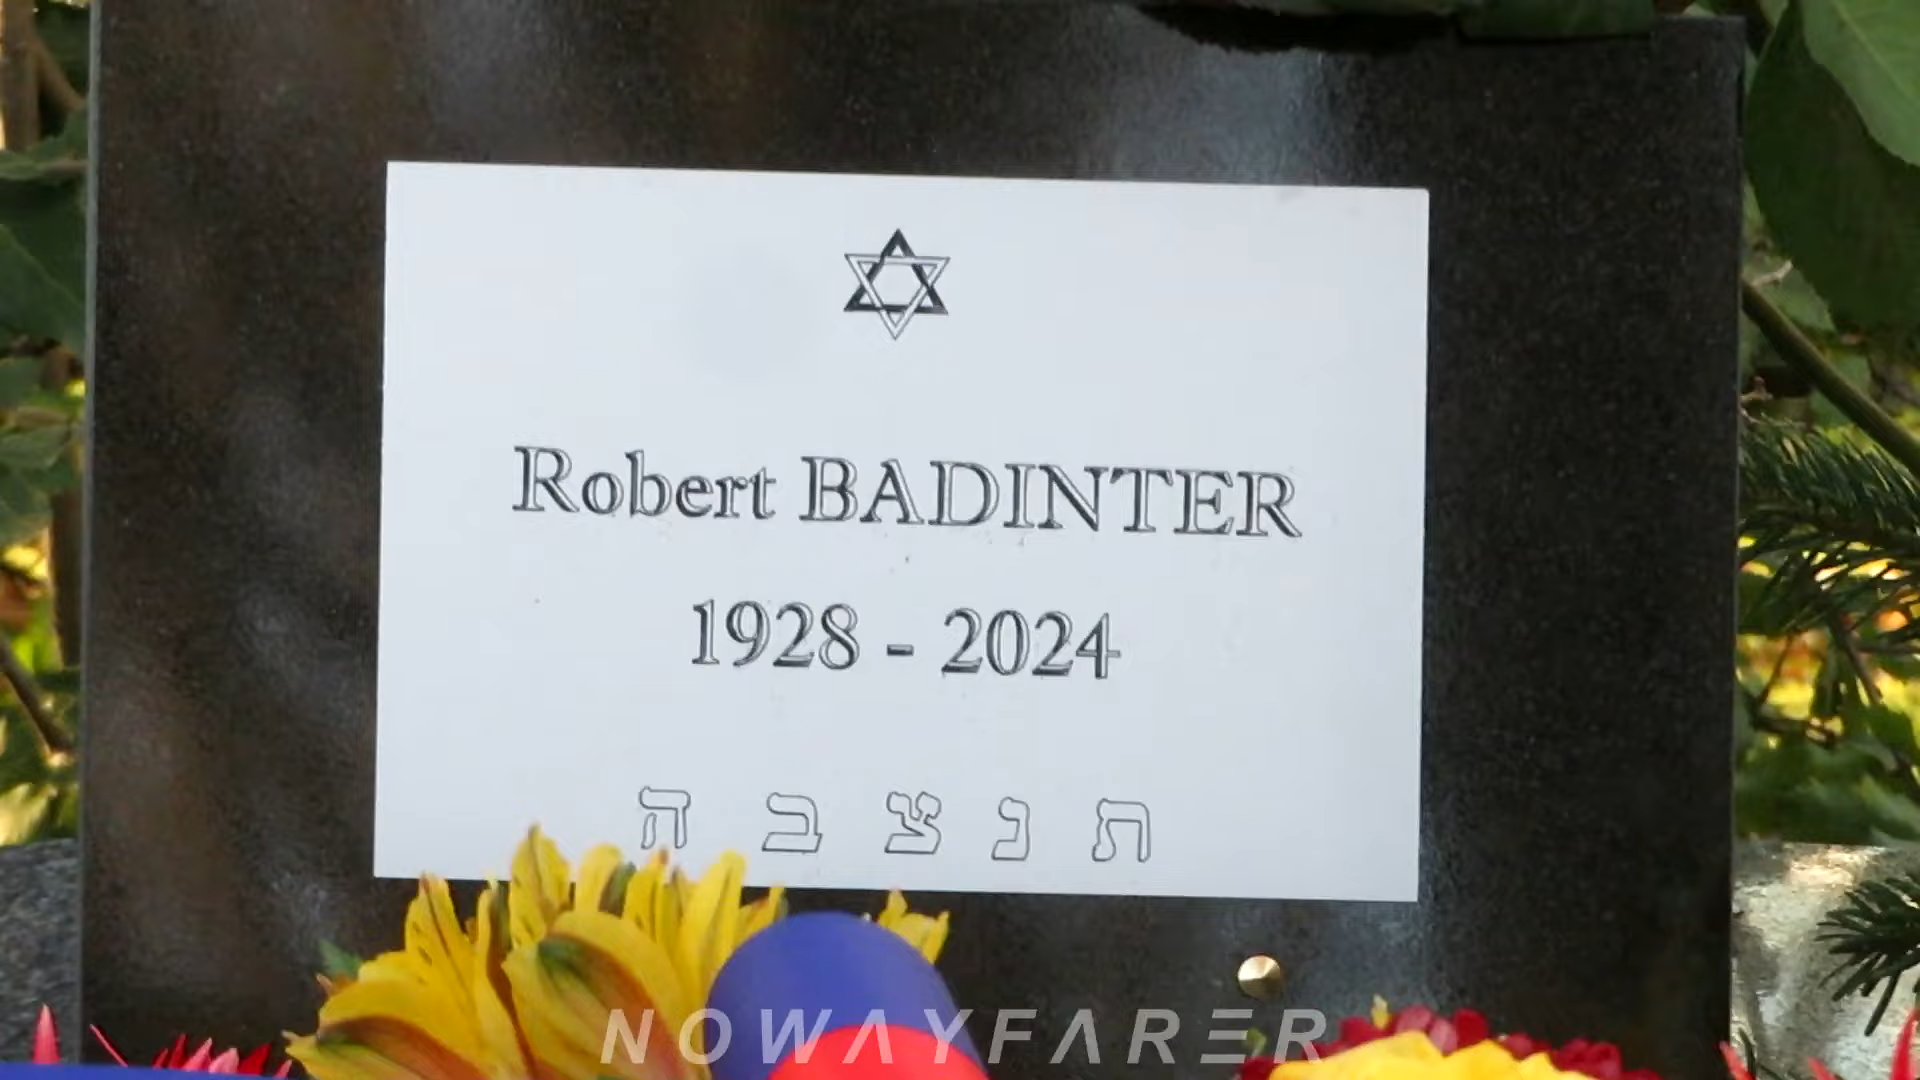 Robert BADINTER
1928 - 2024
ת נ צ ב ה
NOWAYFARER